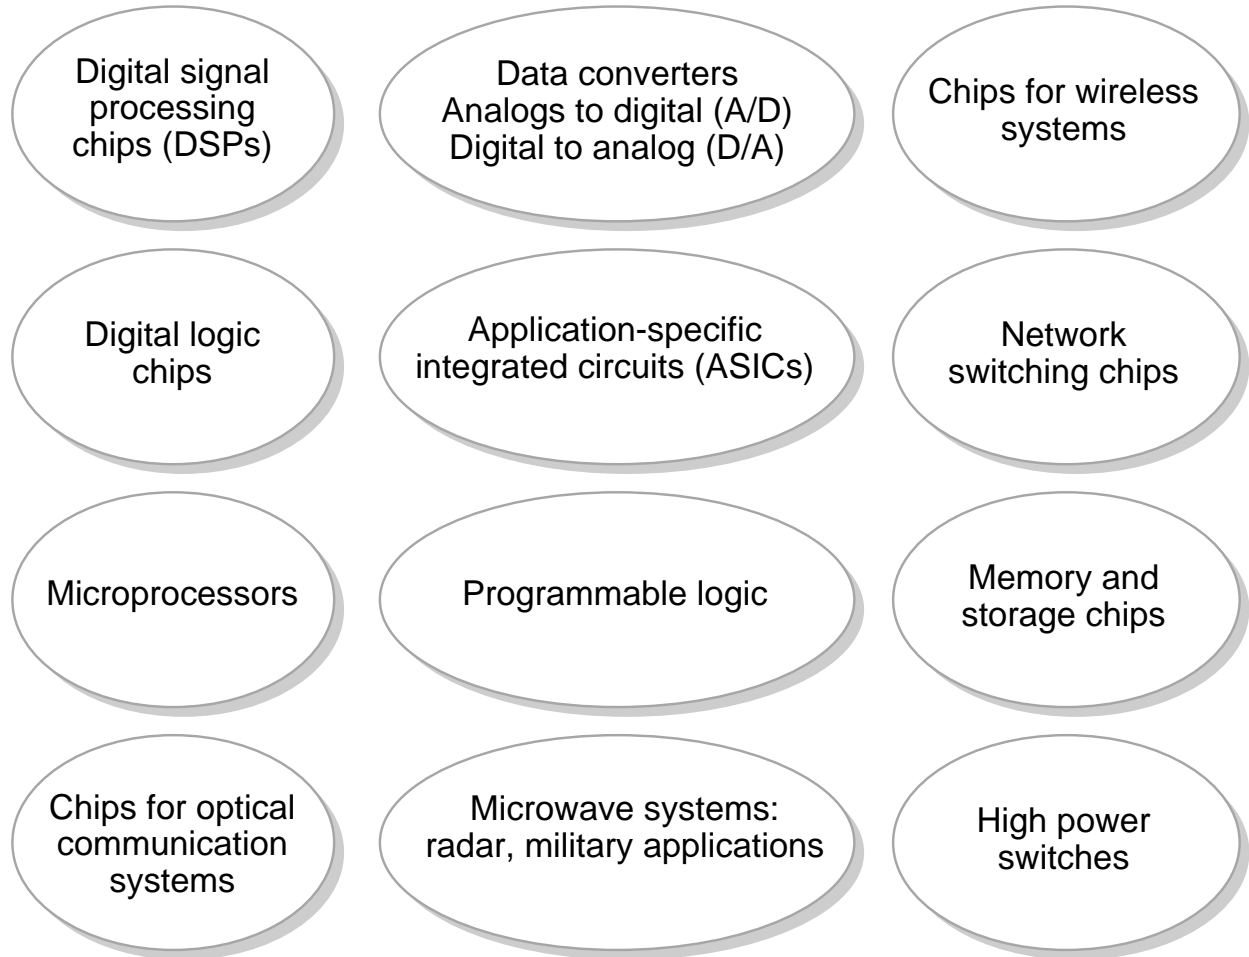 Digital signal
processing
chips (DSPs)
Data converters
Analogs to digital (A/D)
Digital to analog (D/A)
Chips for wireless
systems
Digital logic
chips
Application-specific
integrated circuits (ASICs)
Network
switching chips
Microprocessors
Programmable logic
Memory and
storage chips
Chips for optical
communication
systems
Microwave systems:
radar, military applications
High power
switches